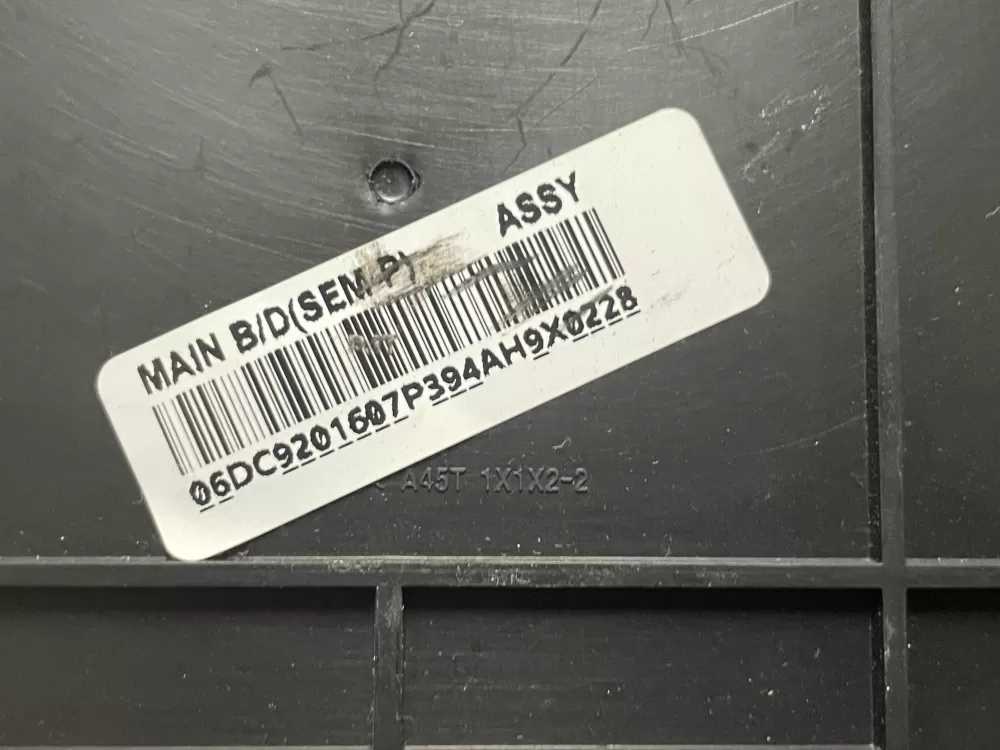 MAIN B/D(SEM P) ASSY
06DC9201607P394AH9X0228
A45T 1X1X2-2